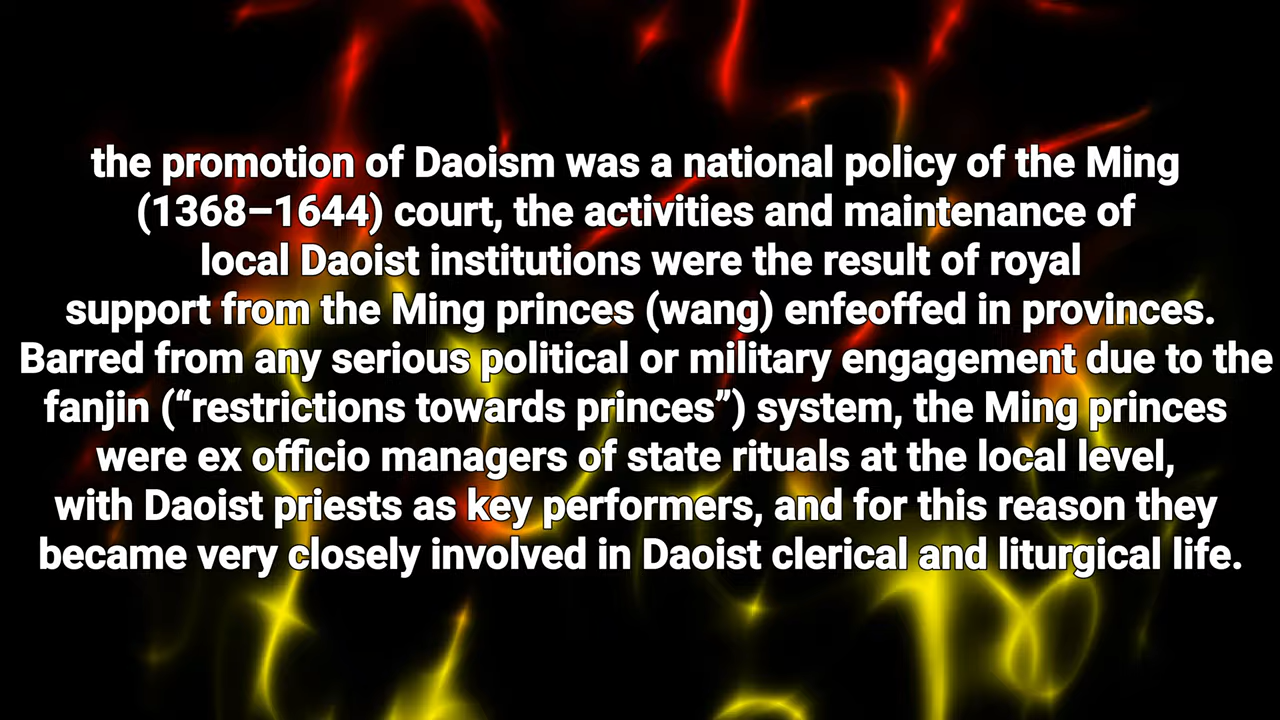 the promotion of Daoism was a national policy of the Ming
(1368–1644) court, the activities and maintenance of
local Daoist institutions were the result of royal
support from the Ming princes (wang) enfeoffed in provinces.
Barred from any serious political or military engagement due to the
fanjin (“restrictions towards princes”) system, the Ming princes
were ex officio managers of state rituals at the local level,
with Daoist priests as key performers, and for this reason they
became very closely involved in Daoist clerical and liturgical life.